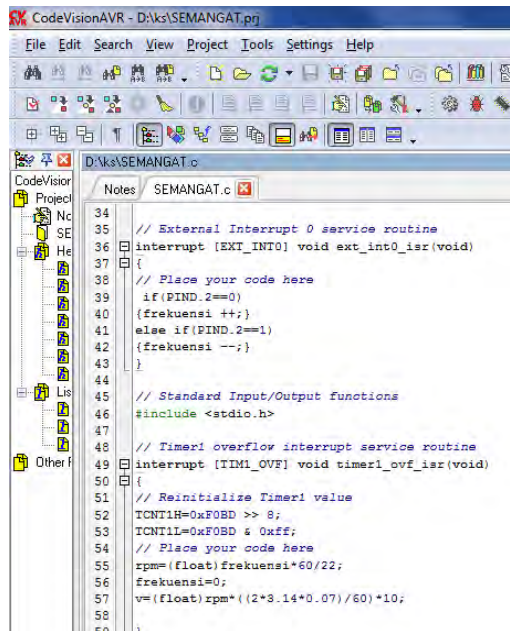 CodeVisionAVR - D:\ks\SEMANGAT.prj
File Edit Search View Project Tools Settings Help
D:\ks\SEMANGAT.c
CodeVision
Notes SEMANGAT.c
Project
No
SE
He
Lis
Other F
34
35 // External Interrupt 0 service routine
36 interrupt [EXT_INT0] void ext_int0_isr(void)
37 {
38 // Place your code here
39 if(PIND.2==0)
40 {frekuensi ++;}
41 else if(PIND.2==1)
42 {frekuensi --;}
43 }
44
45 // Standard Input/Output functions
46 #include <stdio.h>
47
48 // Timer1 overflow interrupt service routine
49 interrupt [TIM1_OVF] void timer1_ovf_isr(void)
50 {
51 // Reinitialize Timer1 value
52 TCNT1H=0xF0BD >> 8;
53 TCNT1L=0xF0BD & 0xff;
54 // Place your code here
55 rpm=(float)frekuensi*60/22;
56 frekuensi=0;
57 v=(float)rpm*((2*3.14*0.07)/60)*10;
58